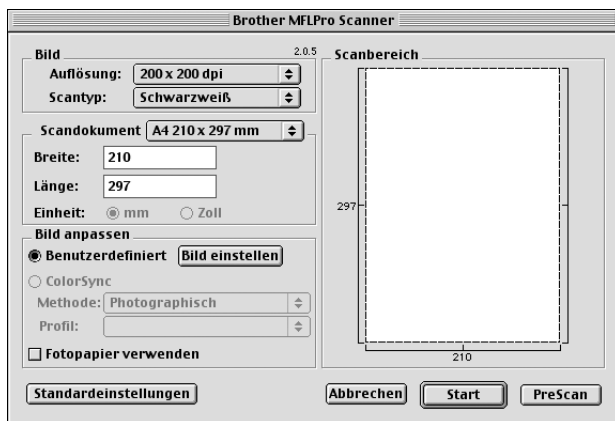 Brother MFLPro Scanner
Bild
2.0.5
Auflösung: 200 x 200 dpi
Scantyp: Schwarzweiß
Scandokument A4 210 x 297 mm
Breite: 210
Länge: 297
Einheit: mm Zoll
Bild anpassen
Benutzerdefiniert Bild einstellen
ColorSync
Methode: Photographisch
Profil:
Fotopapier verwenden
Scanbereich
297
210
Standardeinstellungen
Abbrechen Start PreScan